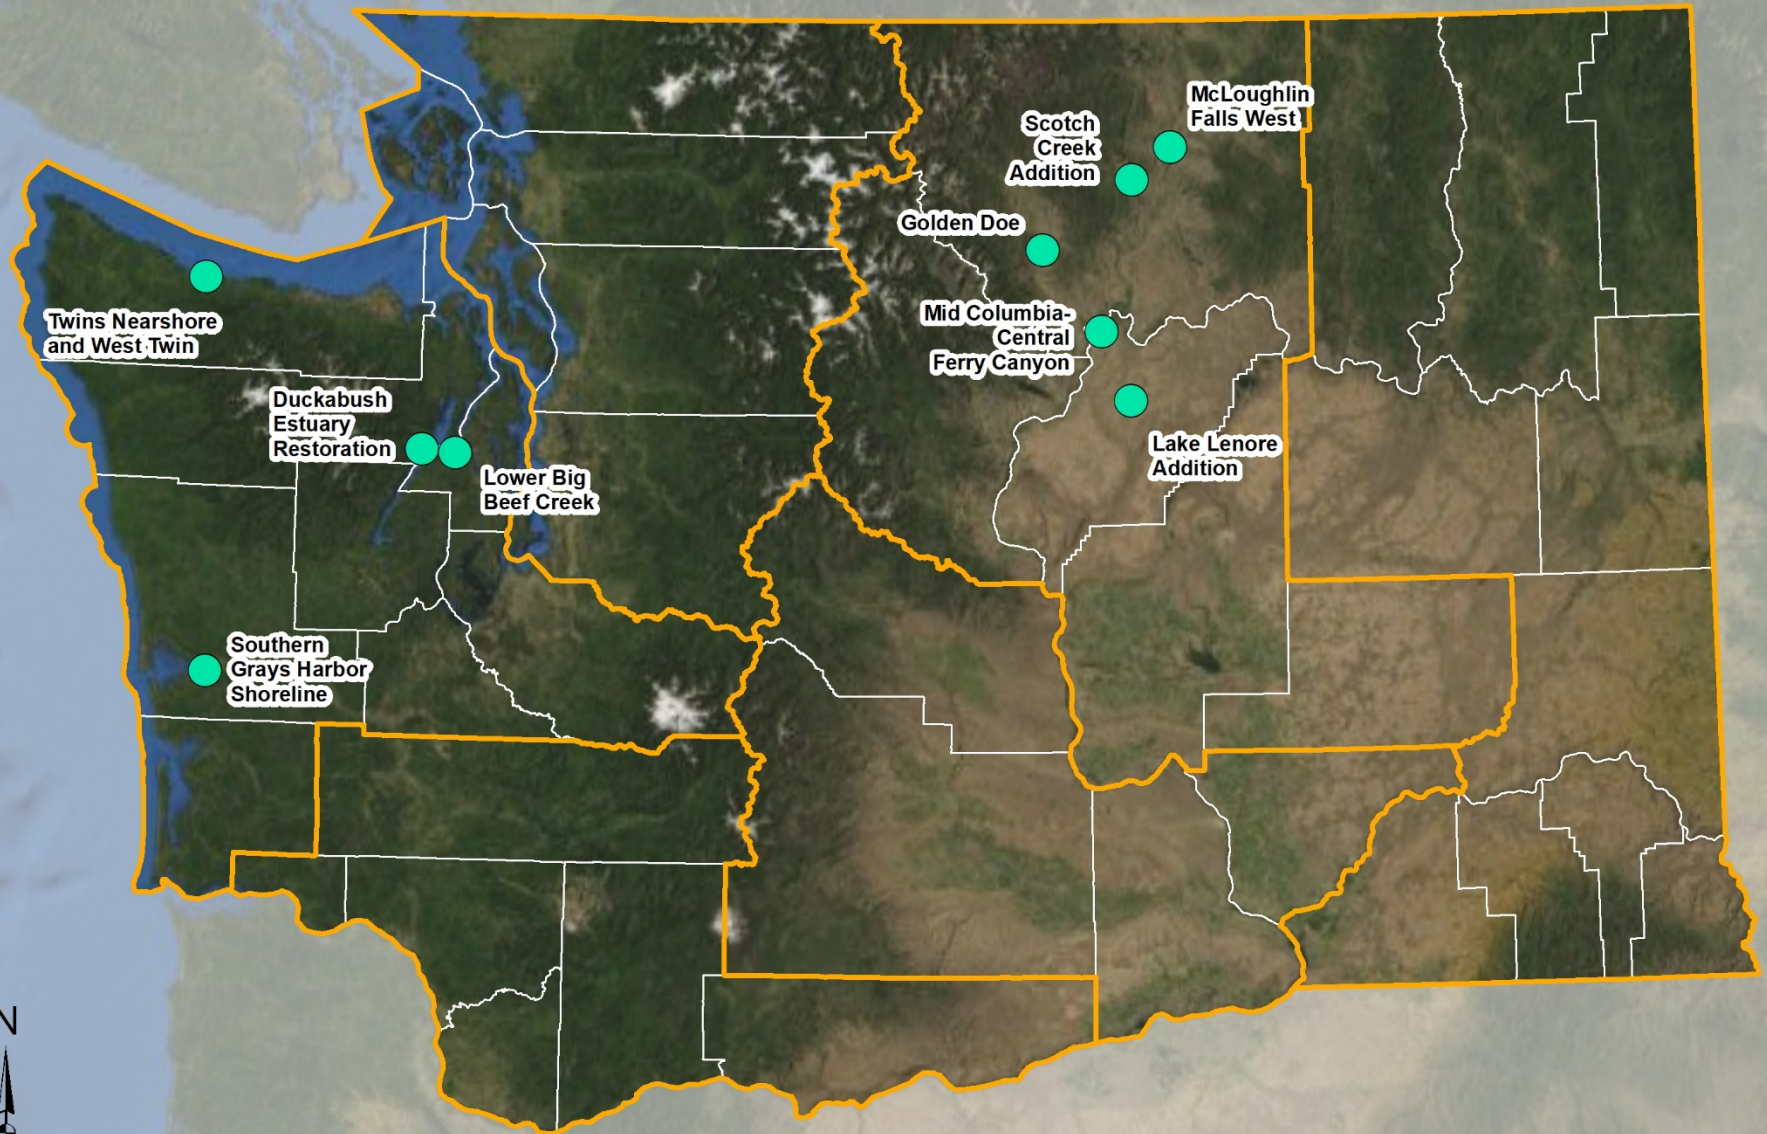 McLoughlin
Falls West
Scotch
Creek
Addition
Golden Doe
Mid Columbia-
Central
Ferry Canyon
Lake Lenore
Addition
Twins Nearshore
and West Twin
Duckabush
Estuary
Restoration
Lower Big
Beef Creek
Southern
Grays Harbor
Shoreline
N